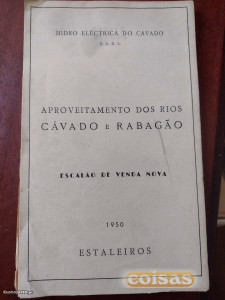 HIDRO ELÉCTRICA DO CÁVADO
S. A. R. L.
APROVEITAMENTO DOS RIOS
CÁVADO E RABAGÃO
ESCALÃO DE VENDA NOVA
1950
ESTALEIROS
coisas